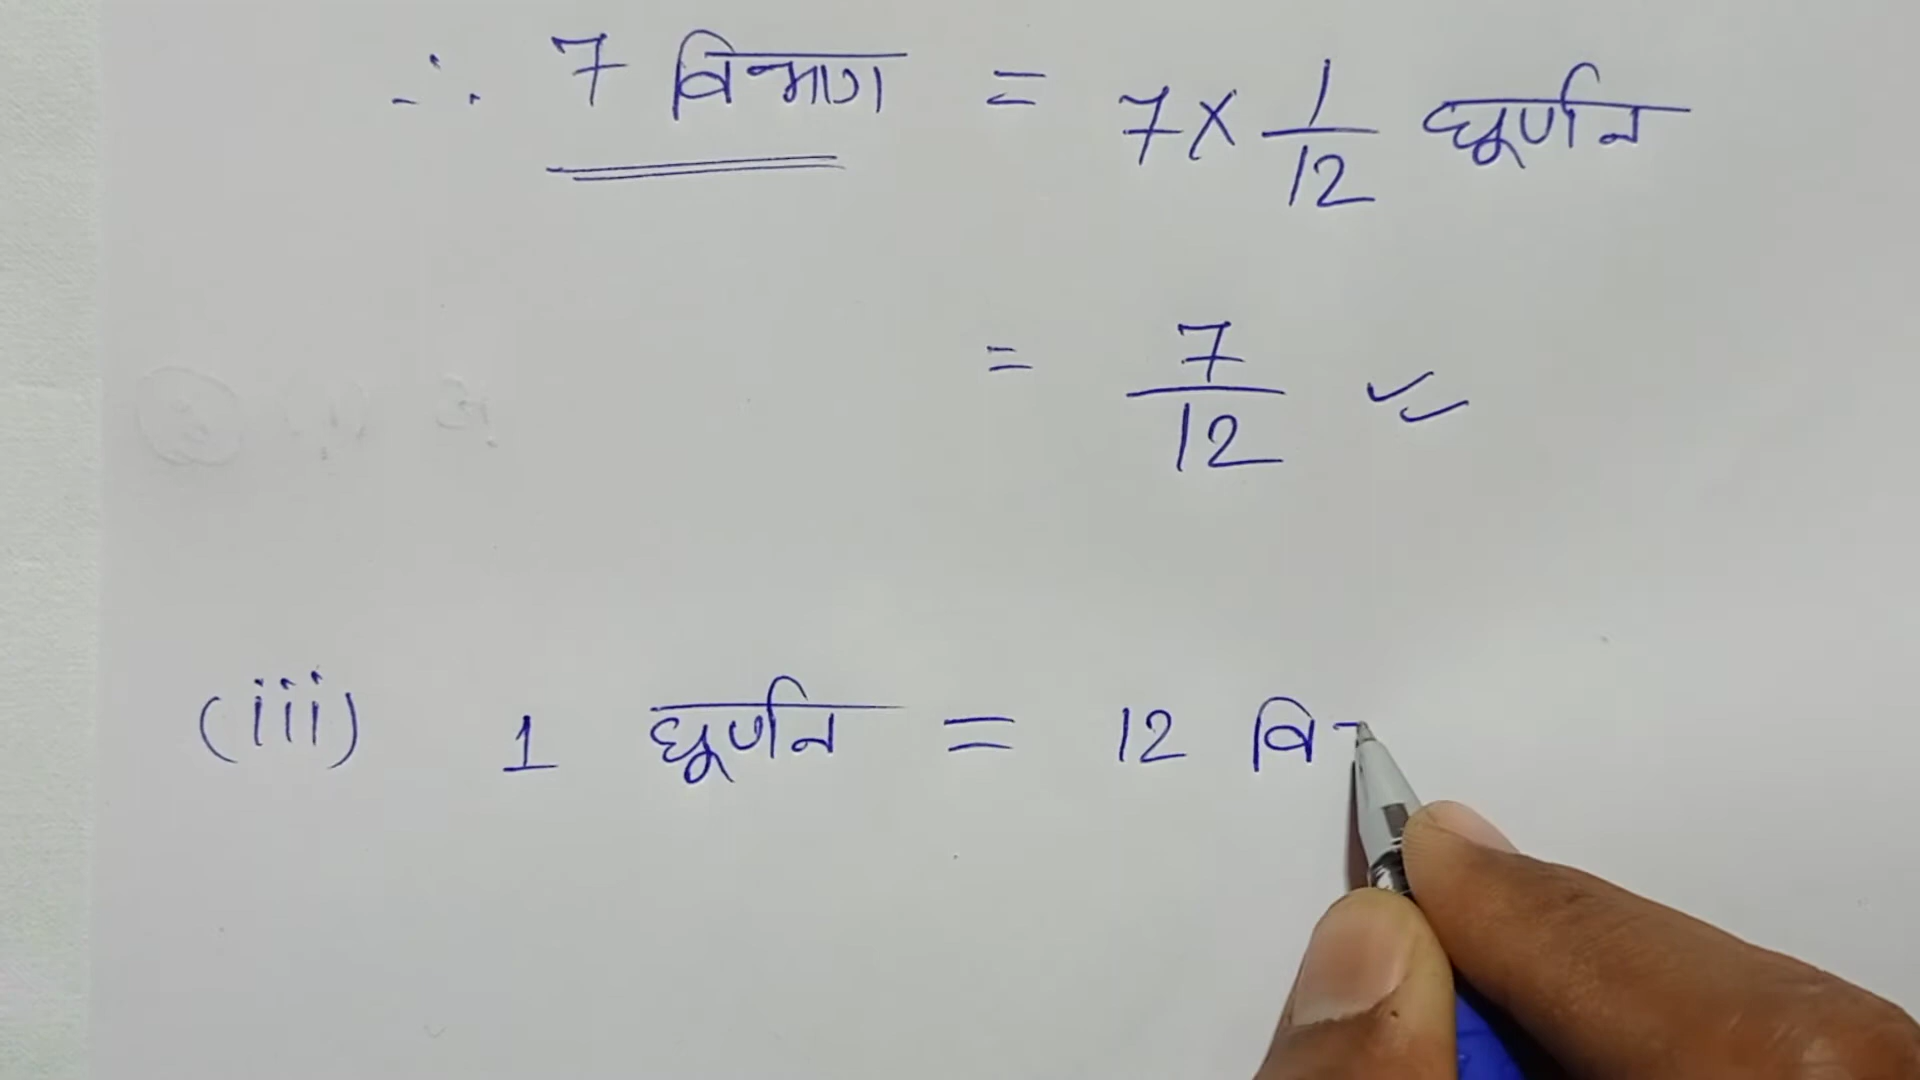 ∴ 7 विभाग = 7 × 1/12 घूर्णन
= 7/12
(iii) 1 घूर्णन = 12 वि